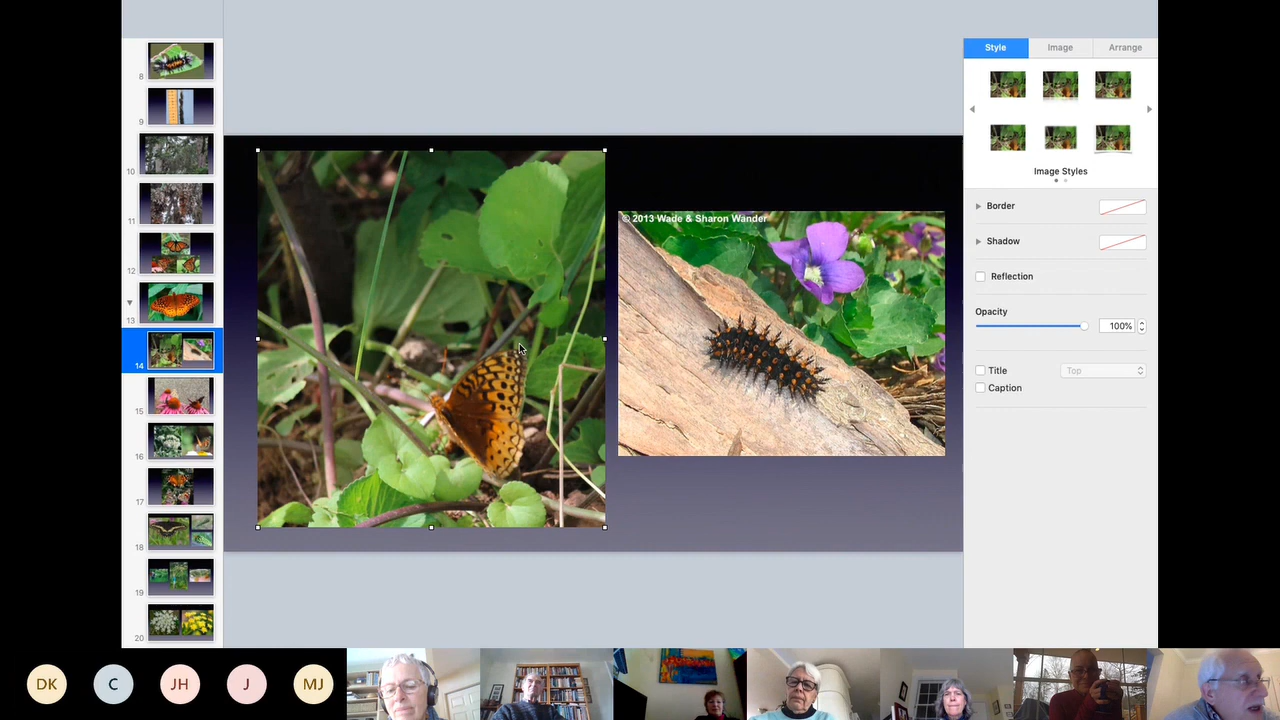 8
9
10
11
12
13
14
15
16
17
18
19
20
© 2013 Wade & Sharon Wander
Style
Image
Arrange
Image Styles
Border
Shadow
Reflection
Opacity
100%
Title
Top
Caption
DK
C
JH
J
MJ